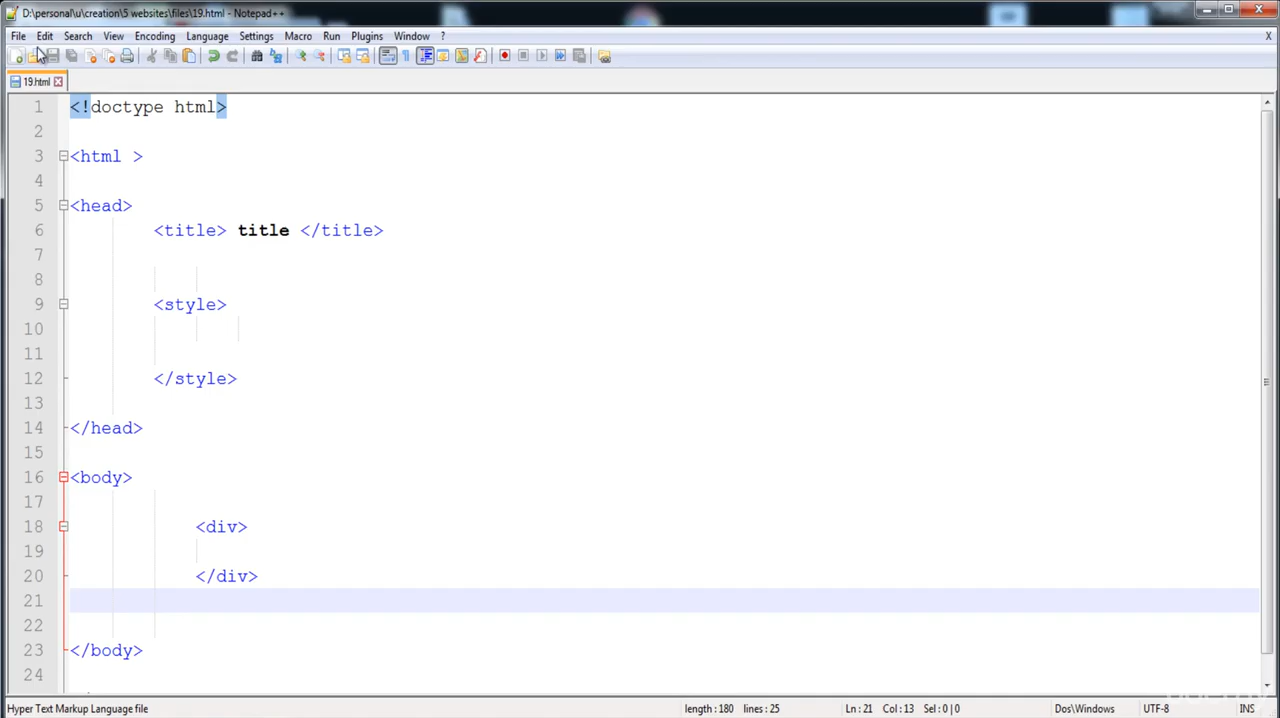 D:\personal\u\creation\5 websites\files\19.html - Notepad++
File Edit Search View Encoding Language Settings Macro Run Plugins Window ? X
19.html
1 <!doctype html>
2
3 <html >
4
5 <head>
6 <title> title </title>
7
8
9 <style>
10
11
12 </style>
13
14 </head>
15
16 <body>
17
18 <div>
19
20 </div>
21
22
23 </body>
24
Hyper Text Markup Language file length : 180 lines : 25 Ln : 21 Col : 13 Sel : 0 | 0 Dos\Windows UTF-8 INS